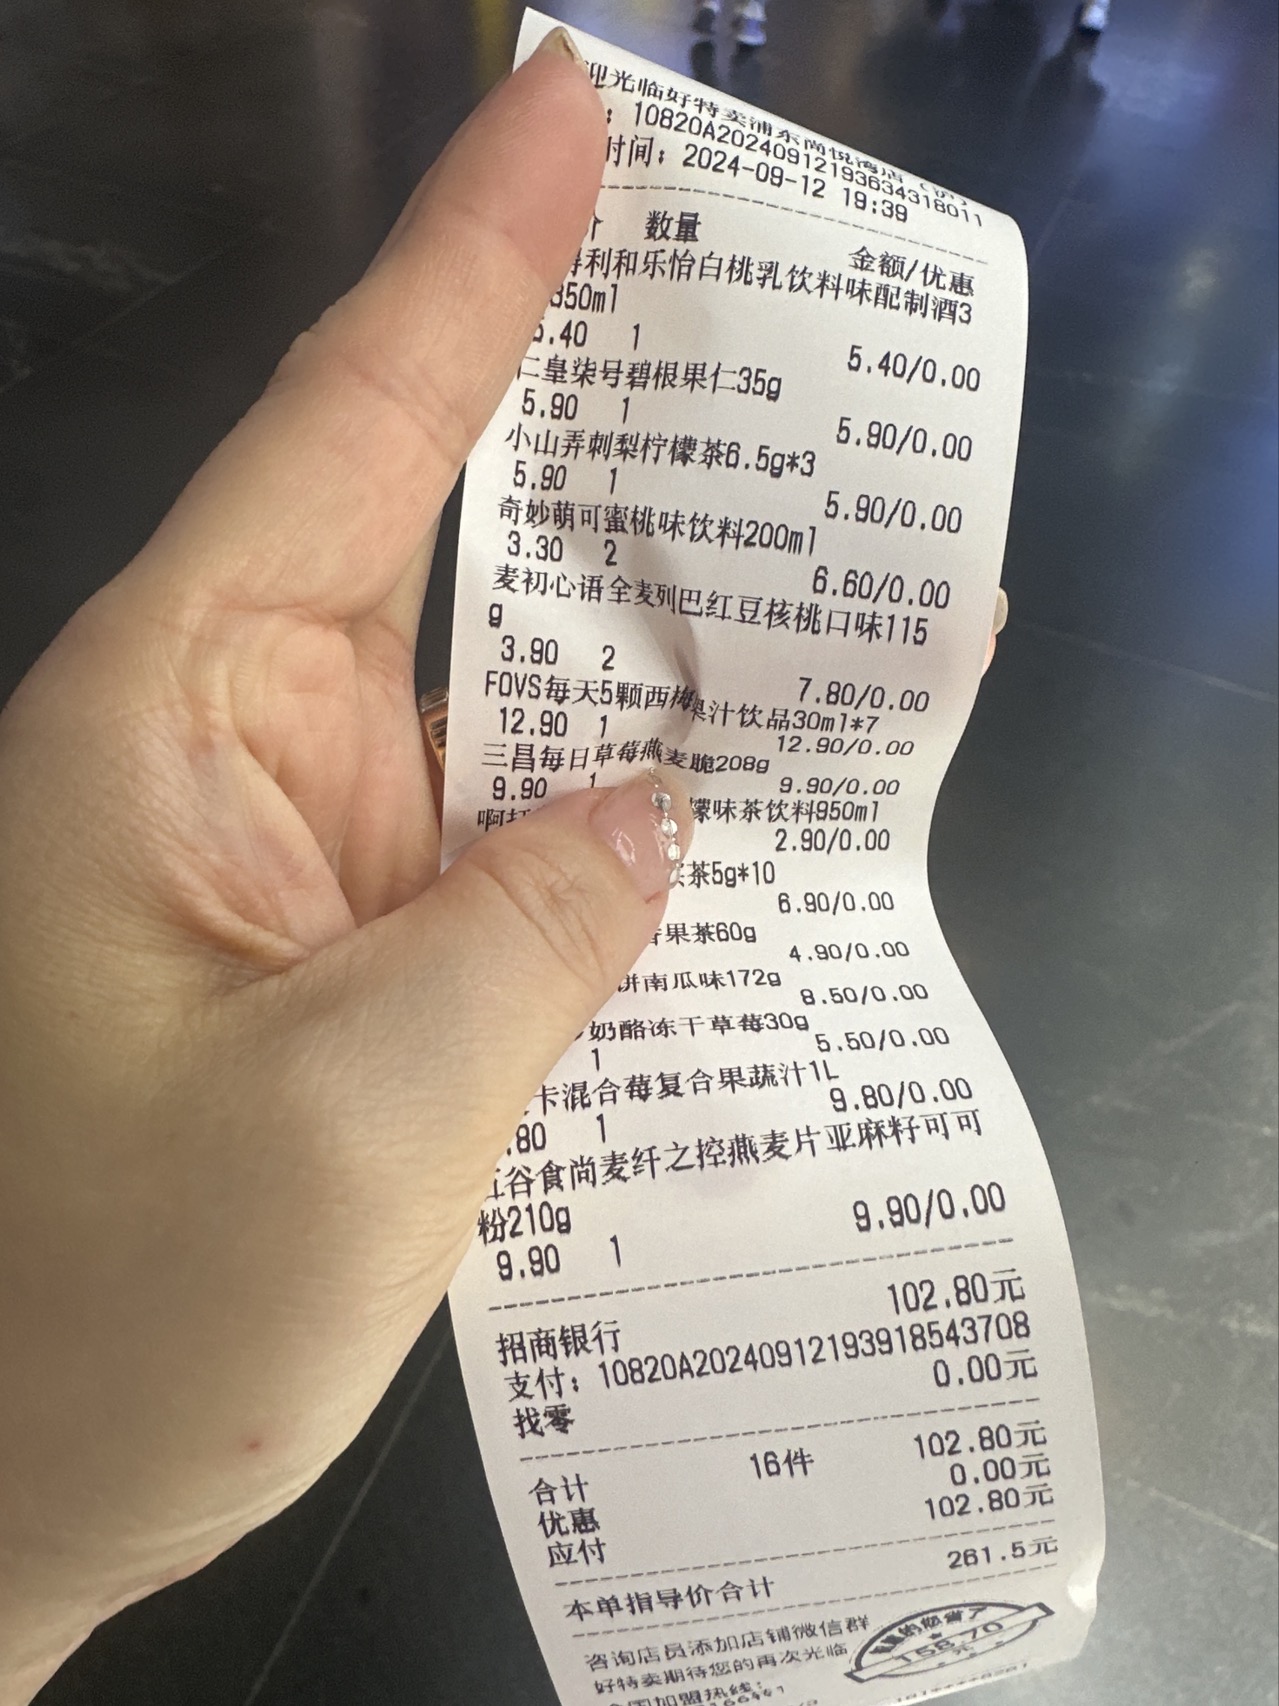 迎光临好特卖浦东尚悦湾店
: 10820A20240912193634318011
时间: 2024-09-12 19:39
价 数量 金额/优惠
得利和乐怡白桃乳饮料味配制酒3
350ml
5.40 1 5.40/0.00
仁皇柒号碧根果仁35g
5.90 1 5.90/0.00
小山弄刺梨柠檬茶6.5g*3
5.90 1 5.90/0.00
奇妙萌可蜜桃味饮料200ml
3.30 2 6.60/0.00
麦初心语全麦列巴红豆核桃口味115
g
3.90 2 7.80/0.00
FOVS每天5颗西梅果汁饮品30ml*7
12.90 1 12.90/0.00
三昌每日草莓燕麦脆208g
9.90 1 9.90/0.00
啊打 檬味茶饮料950ml
2.90/0.00
茶5g*10
6.90/0.00
果茶60g
4.90/0.00
饼南瓜味172g
8.50/0.00
奶酪冻干草莓30g
1 5.50/0.00
卡混合莓复合果蔬汁1L
.80 1 9.80/0.00
五谷食尚麦纤之控燕麦片亚麻籽可可
粉210g
9.90 1 9.90/0.00
招商银行 102.80元
支付: 10820A20240912193918543708
找零 0.00元
合计 16件 102.80元
优惠 0.00元
应付 102.80元
本单指导价合计 261.5元
咨询店员添加店铺微信群
好特卖期待您的再次光临
全国加盟热线:
158.70
元